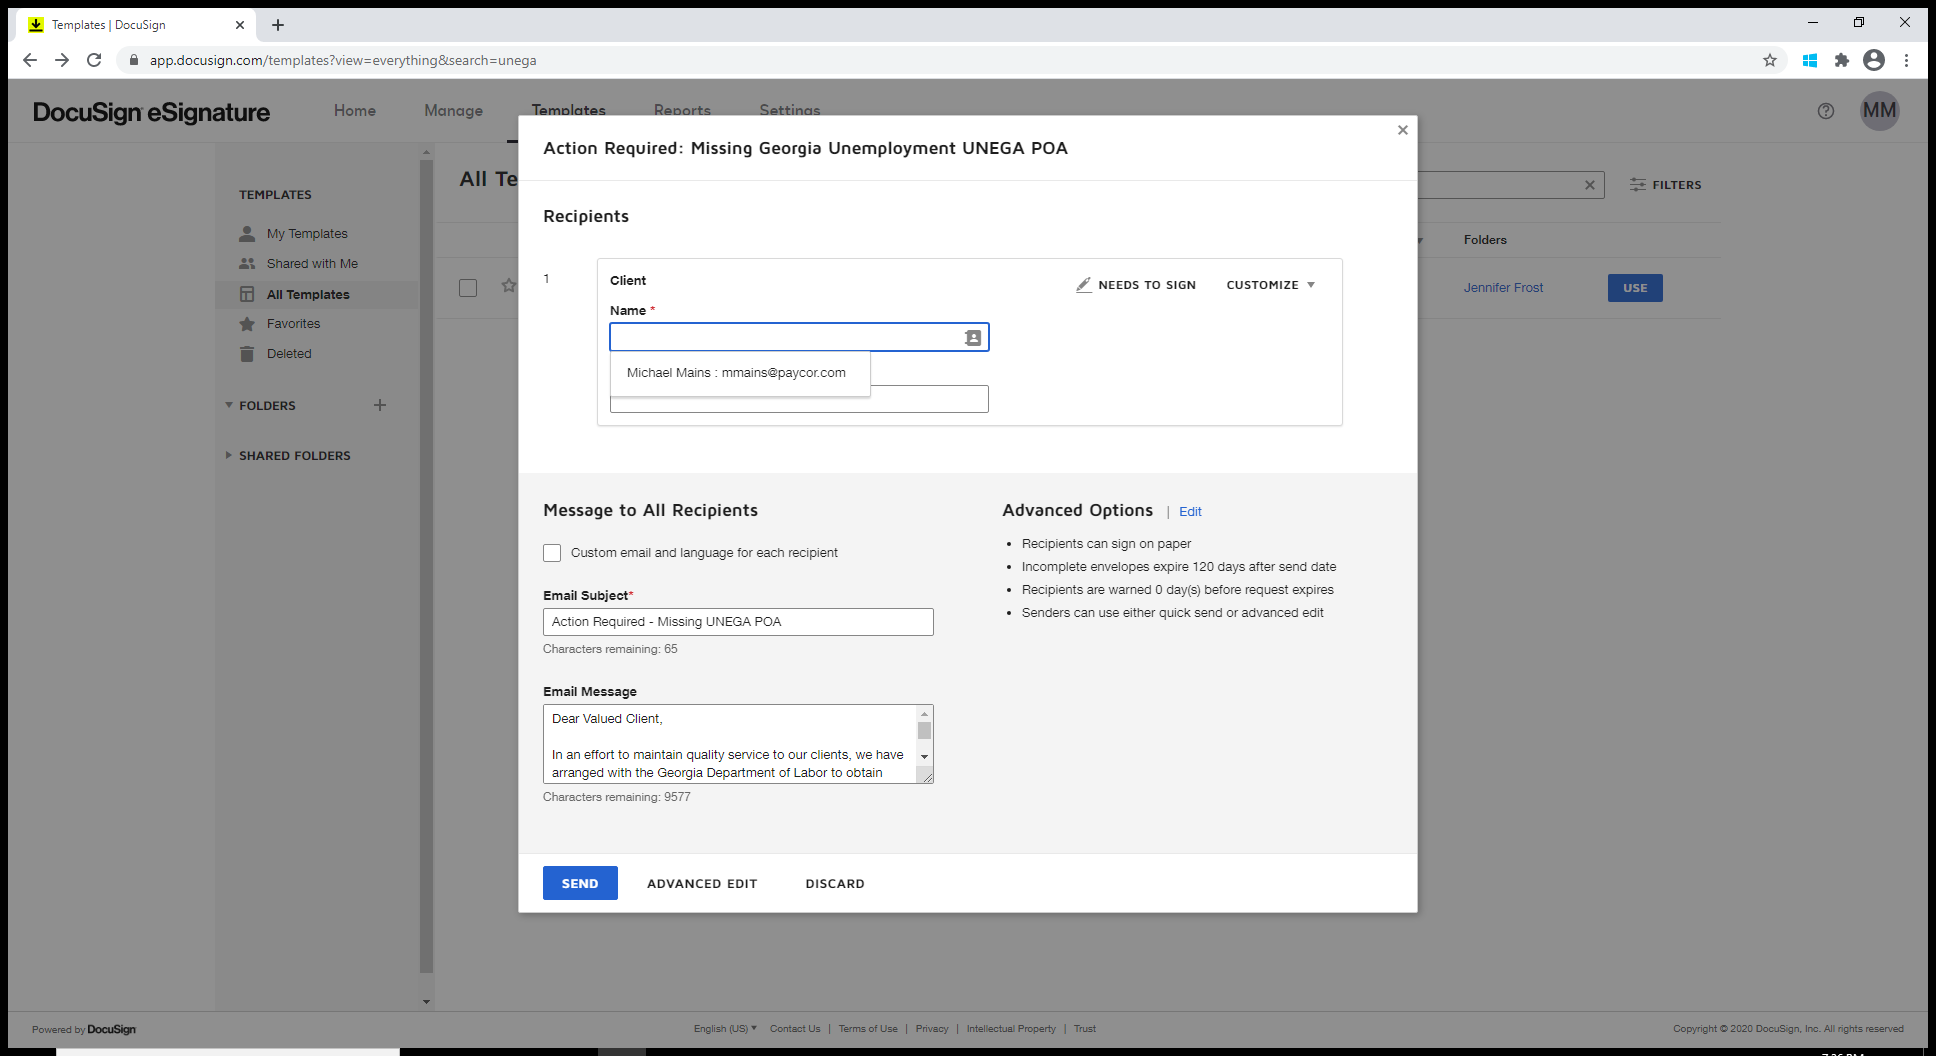 Templates | DocuSign
app.docusign.com/templates?view=everything&search=unega
DocuSign eSignature
Home
Manage
Templates
Reports
Settings
MM
Action Required: Missing Georgia Unemployment UNEGA POA
All Te
FILTERS
TEMPLATES
My Templates
Shared with Me
All Templates
Favorites
Deleted
FOLDERS
SHARED FOLDERS
Folders
Jennifer Frost
USE
Recipients
1
Client
NEEDS TO SIGN
CUSTOMIZE
Name *
Michael Mains : mmains@paycor.com
Message to All Recipients
Custom email and language for each recipient
Email Subject*
Action Required - Missing UNEGA POA
Characters remaining: 65
Email Message
Dear Valued Client,
In an effort to maintain quality service to our clients, we have
arranged with the Georgia Department of Labor to obtain
Characters remaining: 9577
Advanced Options | Edit
• Recipients can sign on paper
• Incomplete envelopes expire 120 days after send date
• Recipients are warned 0 day(s) before request expires
• Senders can use either quick send or advanced edit
SEND
ADVANCED EDIT
DISCARD
Powered by DocuSign
English (US) Contact Us | Terms of Use | Privacy | Intellectual Property | Trust
Copyright © 2020 DocuSign, Inc. All rights reserved